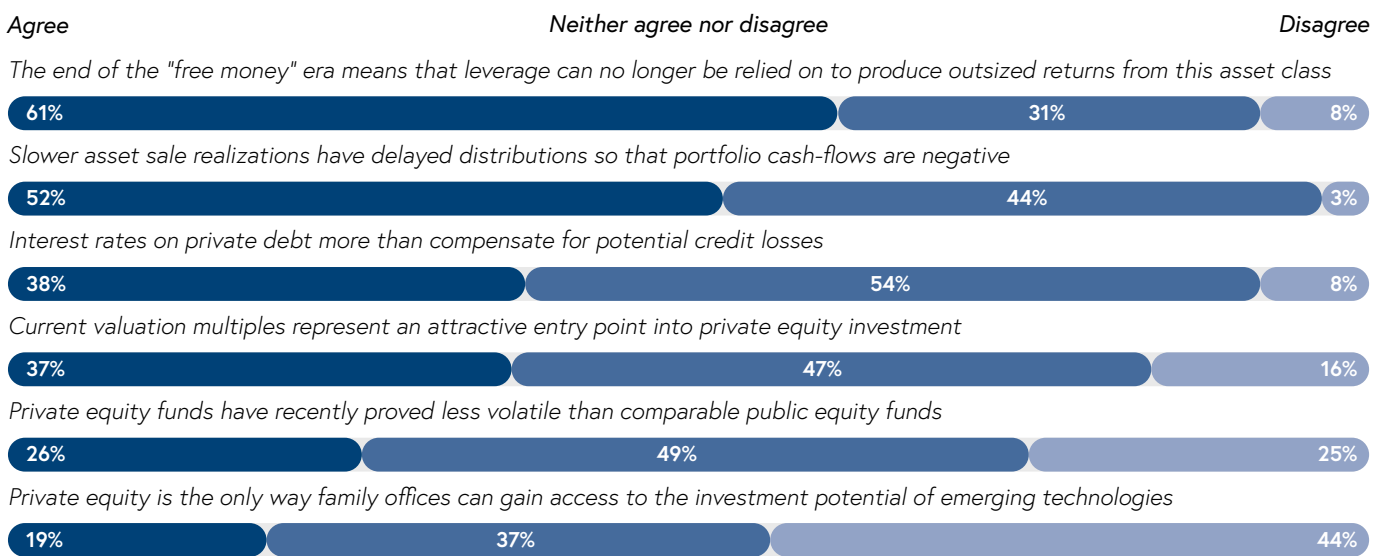 Agree Neither agree nor disagree Disagree
The end of the "free money" era means that leverage can no longer be relied on to produce outsized returns from this asset class
61% 31% 8%
Slower asset sale realizations have delayed distributions so that portfolio cash-flows are negative
52% 44% 3%
Interest rates on private debt more than compensate for potential credit losses
38% 54% 8%
Current valuation multiples represent an attractive entry point into private equity investment
37% 47% 16%
Private equity funds have recently proved less volatile than comparable public equity funds
26% 49% 25%
Private equity is the only way family offices can gain access to the investment potential of emerging technologies
19% 37% 44%